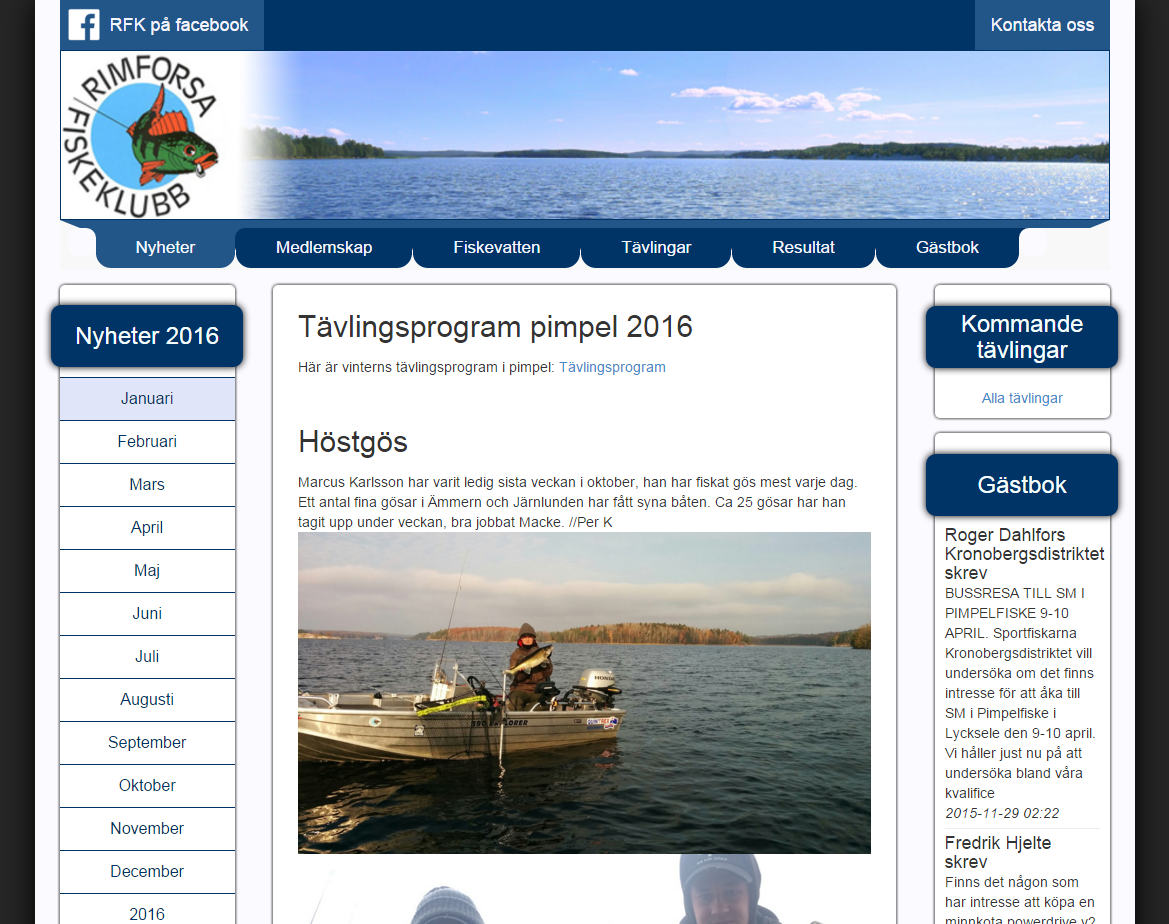 RFK på facebook
Kontakta oss
RIMFORSA
FISKEKLUBB
Nyheter
Medlemskap
Fiskevatten
Tävlingar
Resultat
Gästbok
Nyheter 2016
Januari
Februari
Mars
April
Maj
Juni
Juli
Augusti
September
Oktober
November
December
2016
Tävlingsprogram pimpel 2016
Här är vinterns tävlingsprogram i pimpel: Tävlingsprogram
Höstgös
Marcus Karlsson har varit ledig sista veckan i oktober, han har fiskat gös mest varje dag.
Ett antal fina gösar i Ämmern och Järnlunden har fått syna båten. Ca 25 gösar har han
tagit upp under veckan, bra jobbat Macke. //Per K
HONDA
Kommande
tävlingar
Alla tävlingar
Gästbok
Roger Dahlfors
Kronobergsdistriktet
skrev
BUSSRESA TILL SM I
PIMPELFISKE 9-10
APRIL. Sportfiskarna
Kronobergsdistriktet vill
undersöka om det finns
intresse för att åka till
SM i Pimpelfiske i
Lycksele den 9-10 april.
Vi håller just nu på att
undersöka bland våra
kvalifice
2015-11-29 02:22
Fredrik Hjelte
skrev
Finns det någon som
har intresse att köpa en
minnkota powerdrive v2